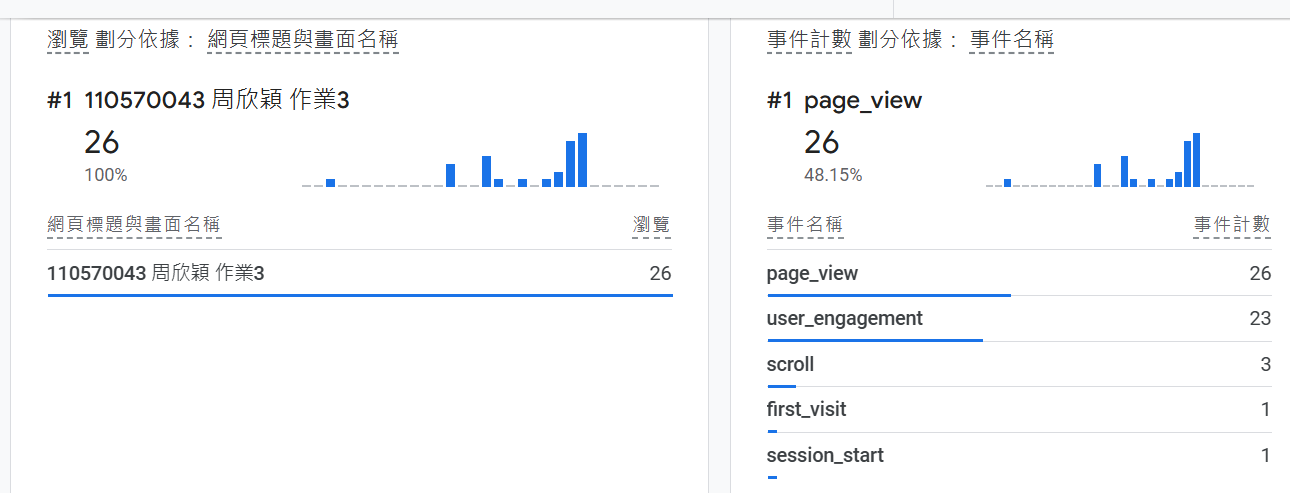 瀏覽 劃分依據： 網頁標題與畫面名稱
#1 110570043 周欣穎 作業3
26
100%
網頁標題與畫面名稱 瀏覽
110570043 周欣穎 作業3 26
事件計數 劃分依據： 事件名稱
#1 page_view
26
48.15%
事件名稱 事件計數
page_view 26
user_engagement 23
scroll 3
first_visit 1
session_start 1